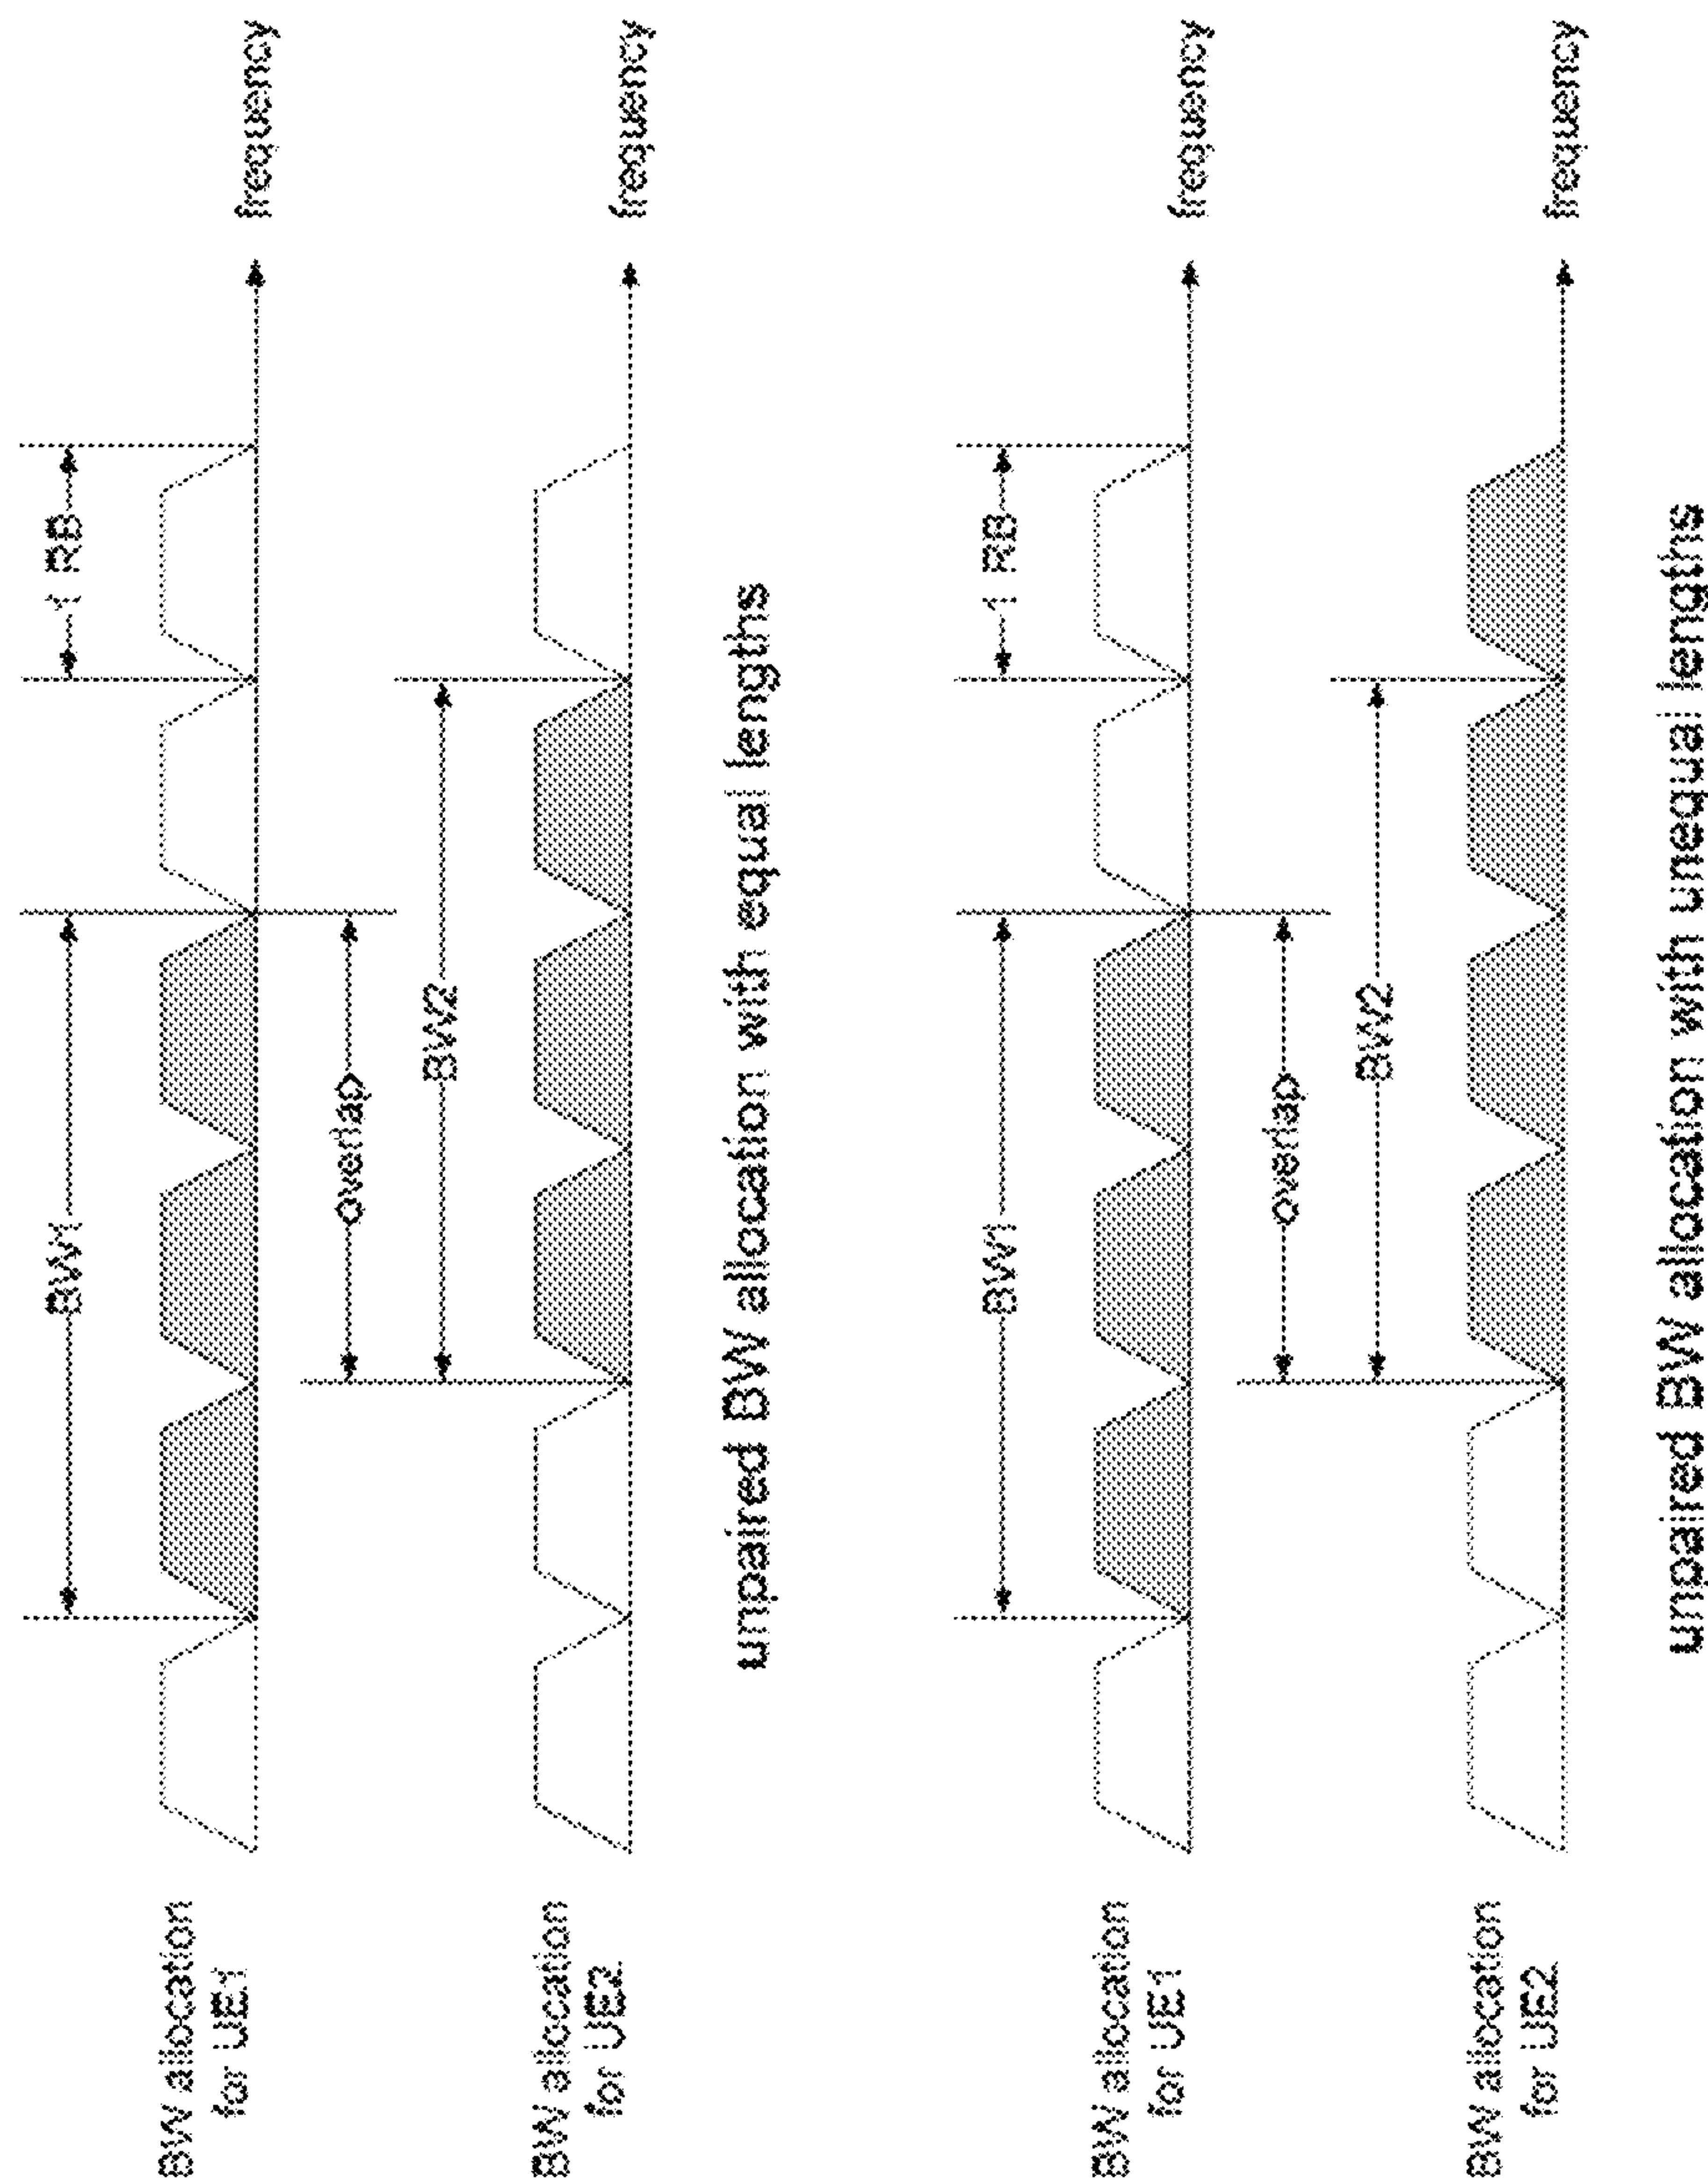 BW1
1 RB
BW allocation
for UE1
frequency
overlap
BW2
BW allocation
for UE2
frequency
unpaired BW allocation with equal lengths
BW1
1 RB
BW allocation
for UE1
frequency
overlap
BW2
BW allocation
for UE2
frequency
unpaired BW allocation with unequal lengths